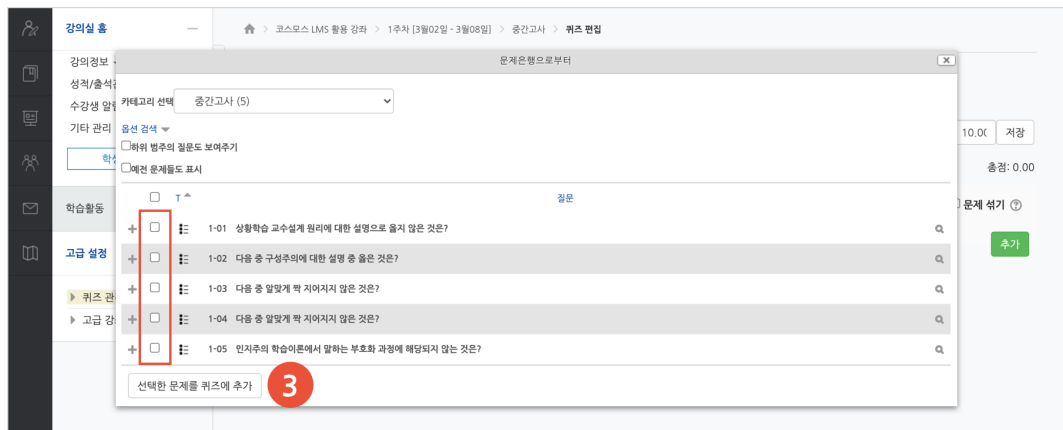 강의실 홈
코스모스 LMS 활용 강좌 > 1주차 [3월02일 - 3월08일] > 중간고사 > 퀴즈 편집
강의정보
성적/출석관
수강생 알림
기타 관리
학습활동
고급 설정
퀴즈 관
고급 강
문제은행으로부터
카테고리 선택 중간고사 (5)
옵션 검색
하위 범주의 질문도 보여주기
예전 문제들도 표시
T 질문
1-01 상황학습 교수설계 원리에 대한 설명으로 옳지 않은 것은?
1-02 다음 중 구성주의에 대한 설명 중 옳은 것은?
1-03 다음 중 알맞게 짝 지어지지 않은 것은?
1-04 다음 중 알맞게 짝 지어지지 않은 것은?
1-05 인지주의 학습이론에서 말하는 부호화 과정에 해당되지 않는 것은?
선택한 문제를 퀴즈에 추가
3
10.00 저장
총점: 0.00
문제 섞기
추가